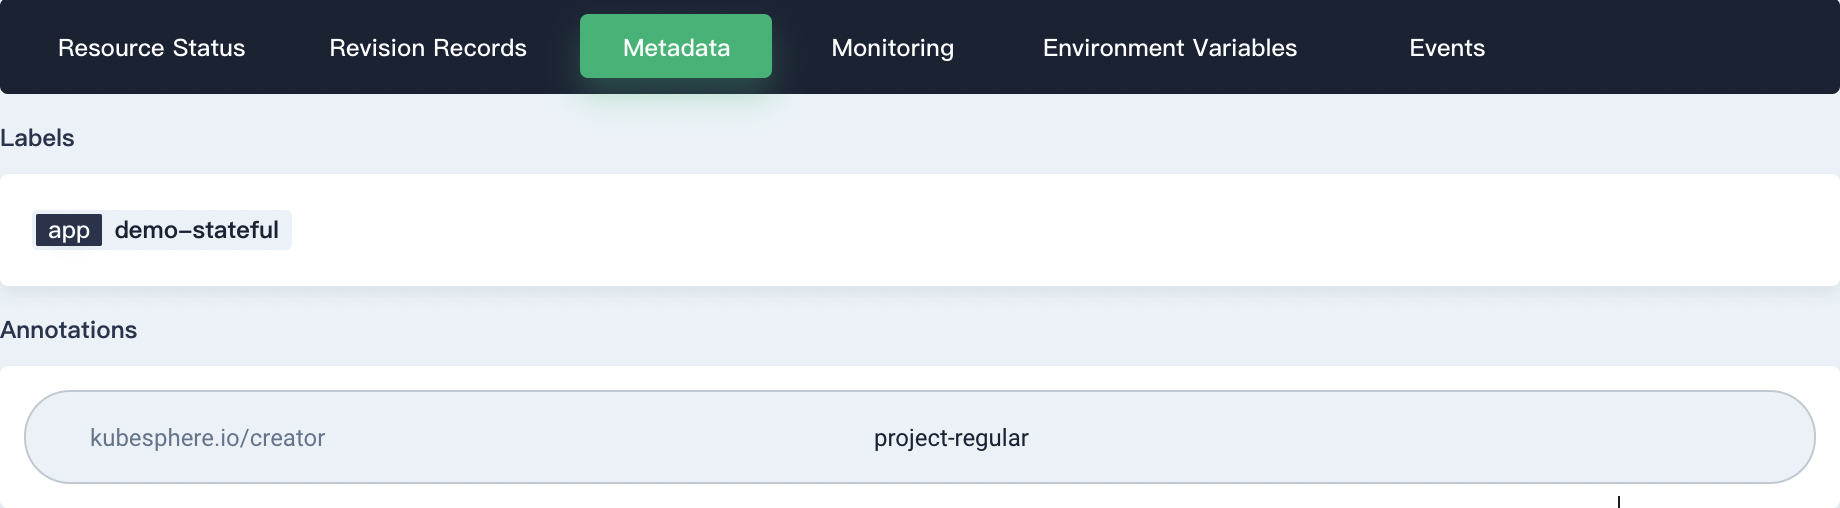 Resource Status Revision Records Metadata Monitoring Environment Variables Events
Labels
app demo-stateful
Annotations
kubesphere.io/creator project-regular